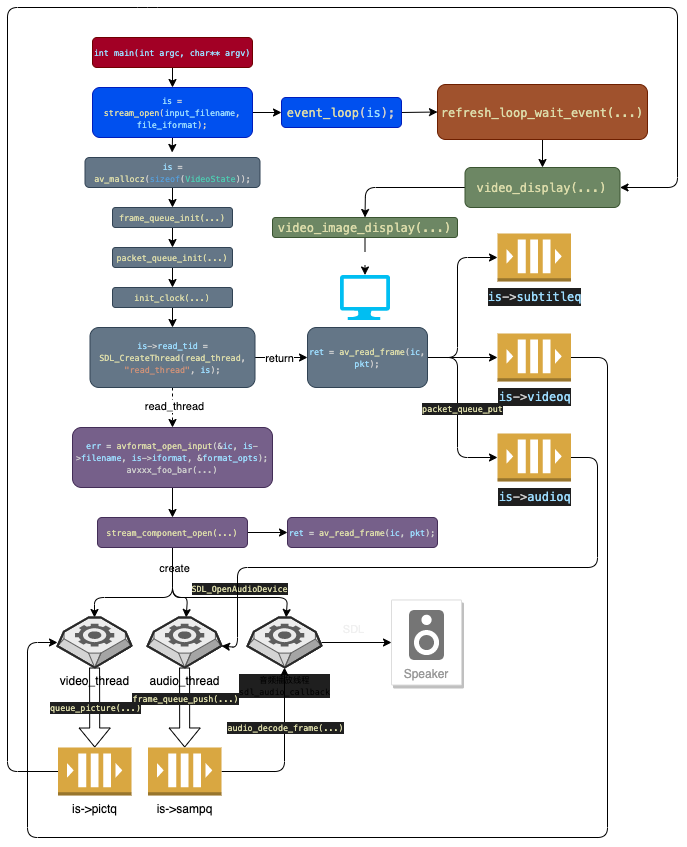 int main(int argc, char** argv)
is =
stream_open(input_filename,
file_iformat);
event_loop(is);
refresh_loop_wait_event(...)
is =
av_mallocz(sizeof(VideoState));
video_display(...)
frame_queue_init(...)
video_image_display(...)
packet_queue_init(...)
init_clock(...)
is->subtitleq
is->read_tid =
SDL_CreateThread(read_thread,
"read_thread", is);
return
ret = av_read_frame(ic,
pkt);
is->videoq
read_thread
packet_queue_put
err = avformat_open_input(&ic, is-
>filename, is->iformat, &format_opts);
avxxx_foo_bar(...)
is->audioq
stream_component_open(...)
ret = av_read_frame(ic, pkt);
create
SDL_OpenAudioDevice
SDL
Speaker
video_thread
audio_thread
sdl_audio_callback
queue_picture(...)
frame_queue_push(...)
audio_decode_frame(...)
is->pictq
is->sampq